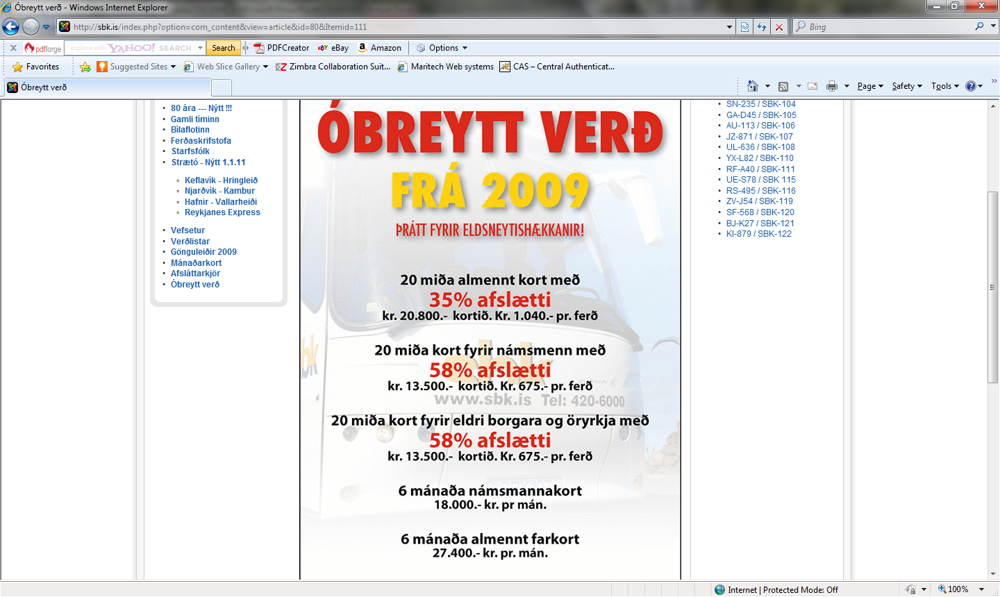 Óbreytt verð - Windows Internet Explorer
http://sbk.is/index.php?option=com_content&view=article&id=80&Itemid=111
Bing
x pdfforge explore with YAHOO! SEARCH Search PDFCreator eBay Amazon Options
Favorites Suggested Sites Web Slice Gallery Zimbra Collaboration Suit... Maritech Web systems CAS – Central Authenticat...
Óbreytt verð
Page Safety Tools
80 ára --- Nýtt !!!
Gamli tíminn
Bílaflotinn
Ferðaskrifstofa
Starfsfólk
Strætó - Nýtt 1.1.11
Keflavík - Hringleið
Njarðvík - Kambur
Hafnir - Vallarheiði
Reykjanes Express
Vefsetur
Verðlistar
Gönguleiðir 2009
Mánaðarkort
Afsláttarkjör
Óbreytt verð
ÓBREYTT VERÐ
FRÁ 2009
ÞRÁTT FYRIR ELDSNEYTISHÆKKANIR!
20 miða almennt kort með
35% afslætti
kr. 20.800.- kortið. Kr. 1.040.- pr. ferð
20 miða kort fyrir námsmenn með
58% afslætti
kr. 13.500.- kortið. Kr. 675.- pr. ferð
sbk
www.sbk.is Tel: 420-6000
20 miða kort fyrir eldri borgara og öryrkja með
58% afslætti
kr. 13.500.- kortið. Kr. 675.- pr. ferð
6 mánaða námsmannakort
18.000.- kr. pr mán.
6 mánaða almennt farkort
27.400.- kr. pr. mán.
SN-235 / SBK-104
GA-D45 / SBK-105
AU-113 / SBK-106
JZ-871 / SBK-107
UL-636 / SBK-108
YX-L82 / SBK-110
RF-A40 / SBK-111
UE-S78 / SBK 115
RS-495 / SBK-116
ZV-J54 / SBK-119
SF-568 / SBK-120
BJ-K27 / SBK-121
KI-879 / SBK-122
Internet | Protected Mode: Off
100%